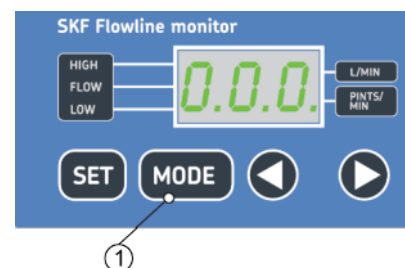 SKF Flowline monitor
HIGH
FLOW
LOW
0.0.0.
L/MIN
PINTS/
MIN
SET
MODE
1